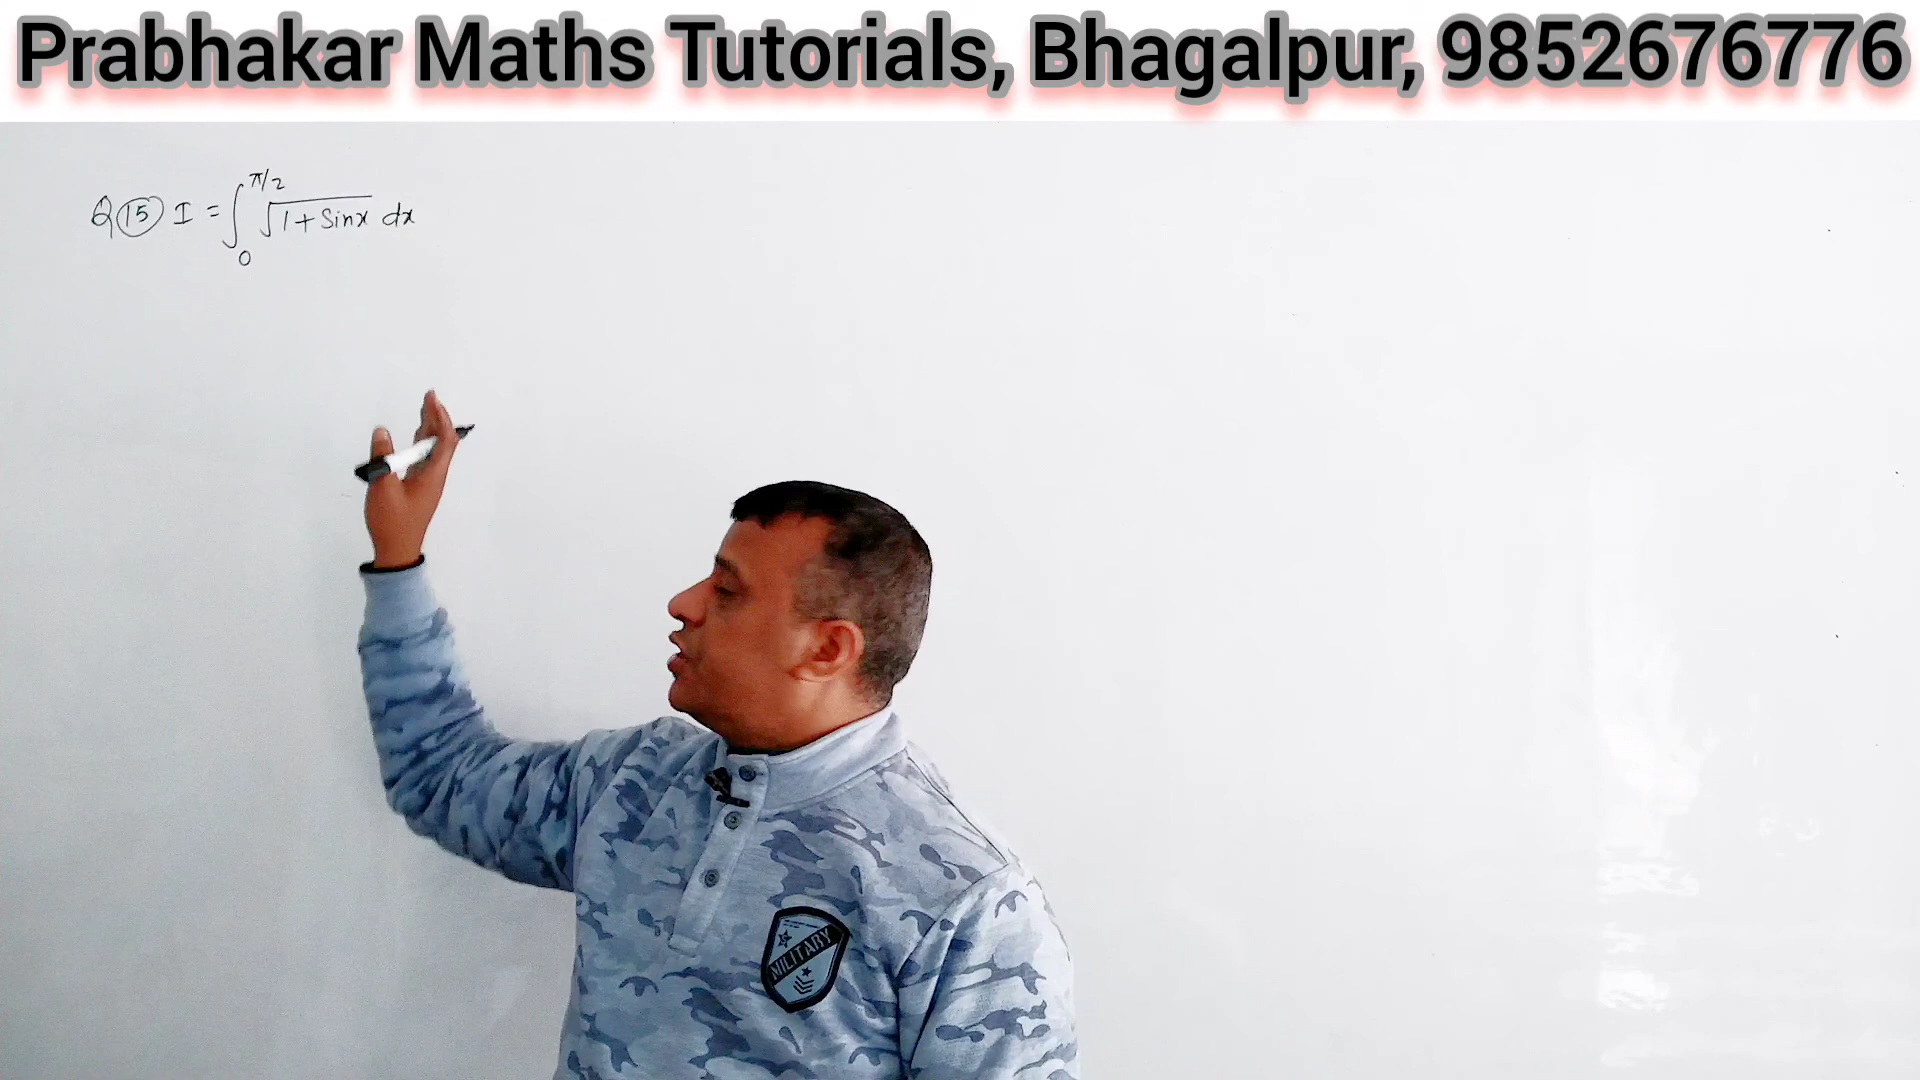 Prabhakar Maths Tutorials, Bhagalpur, 9852676776
Q 15 I = ∫₀^π/2 √(1+Sinx) dx
MILITARY